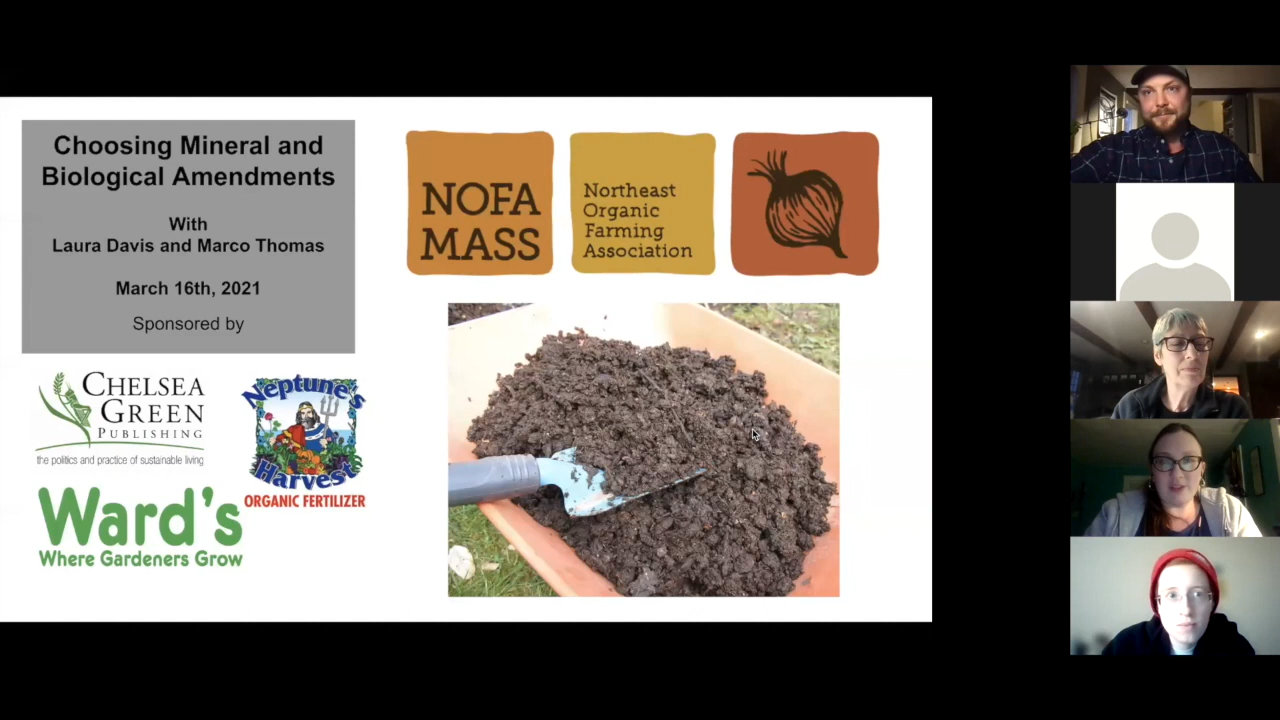 Choosing Mineral and
Biological Amendments
With
Laura Davis and Marco Thomas
March 16th, 2021
Sponsored by
CHELSEA
GREEN
PUBLISHING
the politics and practice of sustainable living
Neptune's
Harvest
ORGANIC FERTILIZER
Ward's
Where Gardeners Grow
NOFA
MASS
Northeast
Organic
Farming
Association